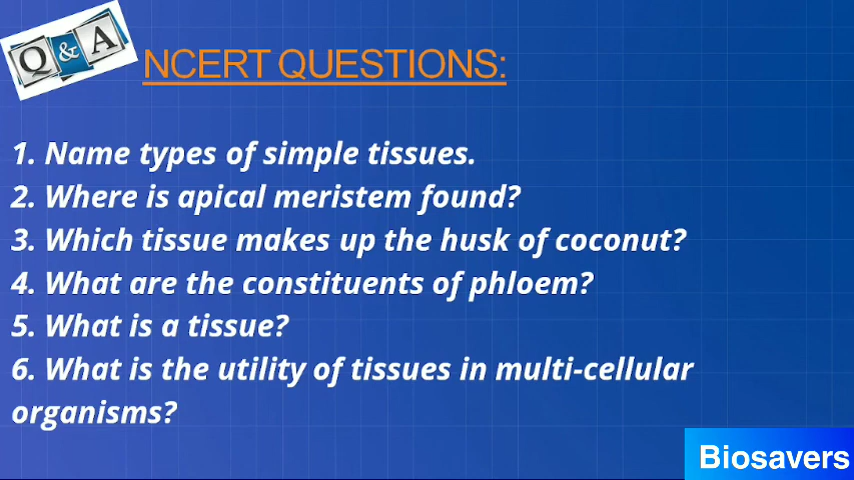 Q & A
NCERT QUESTIONS:
1. Name types of simple tissues.
2. Where is apical meristem found?
3. Which tissue makes up the husk of coconut?
4. What are the constituents of phloem?
5. What is a tissue?
6. What is the utility of tissues in multi-cellular
organisms?
Biosavers